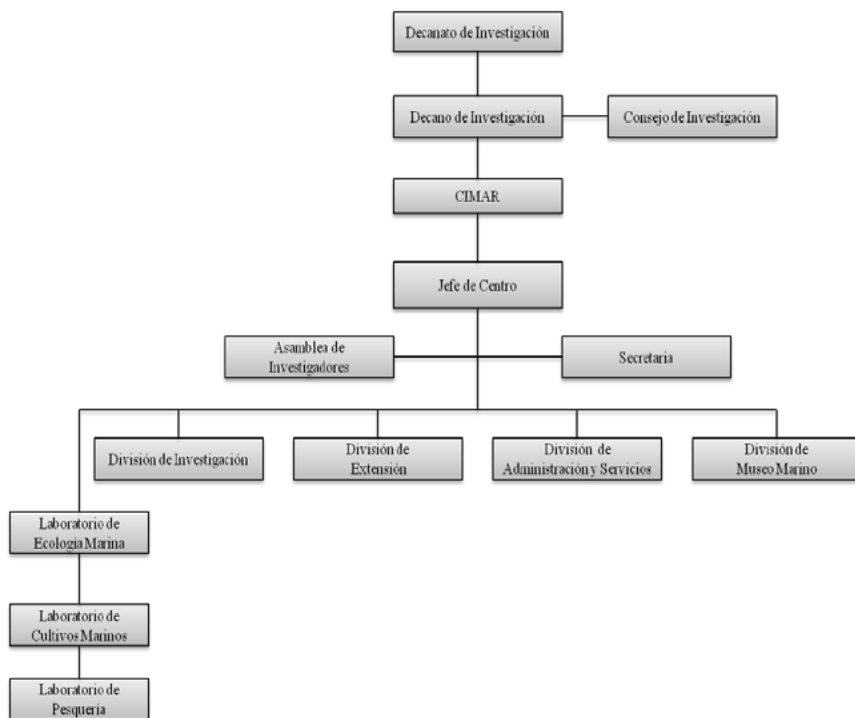 Decanato de Investigación
Decano de Investigación
Consejo de Investigación
CIMAR
Jefe de Centro
Asamblea de
Investigadores
Secretaria
División de Investigación
División de
Extensión
División de
Administración y Servicios
División de
Museo Marino
Laboratorio de
Ecología Marina
Laboratorio de
Cultivos Marinos
Laboratorio de
Pesquería